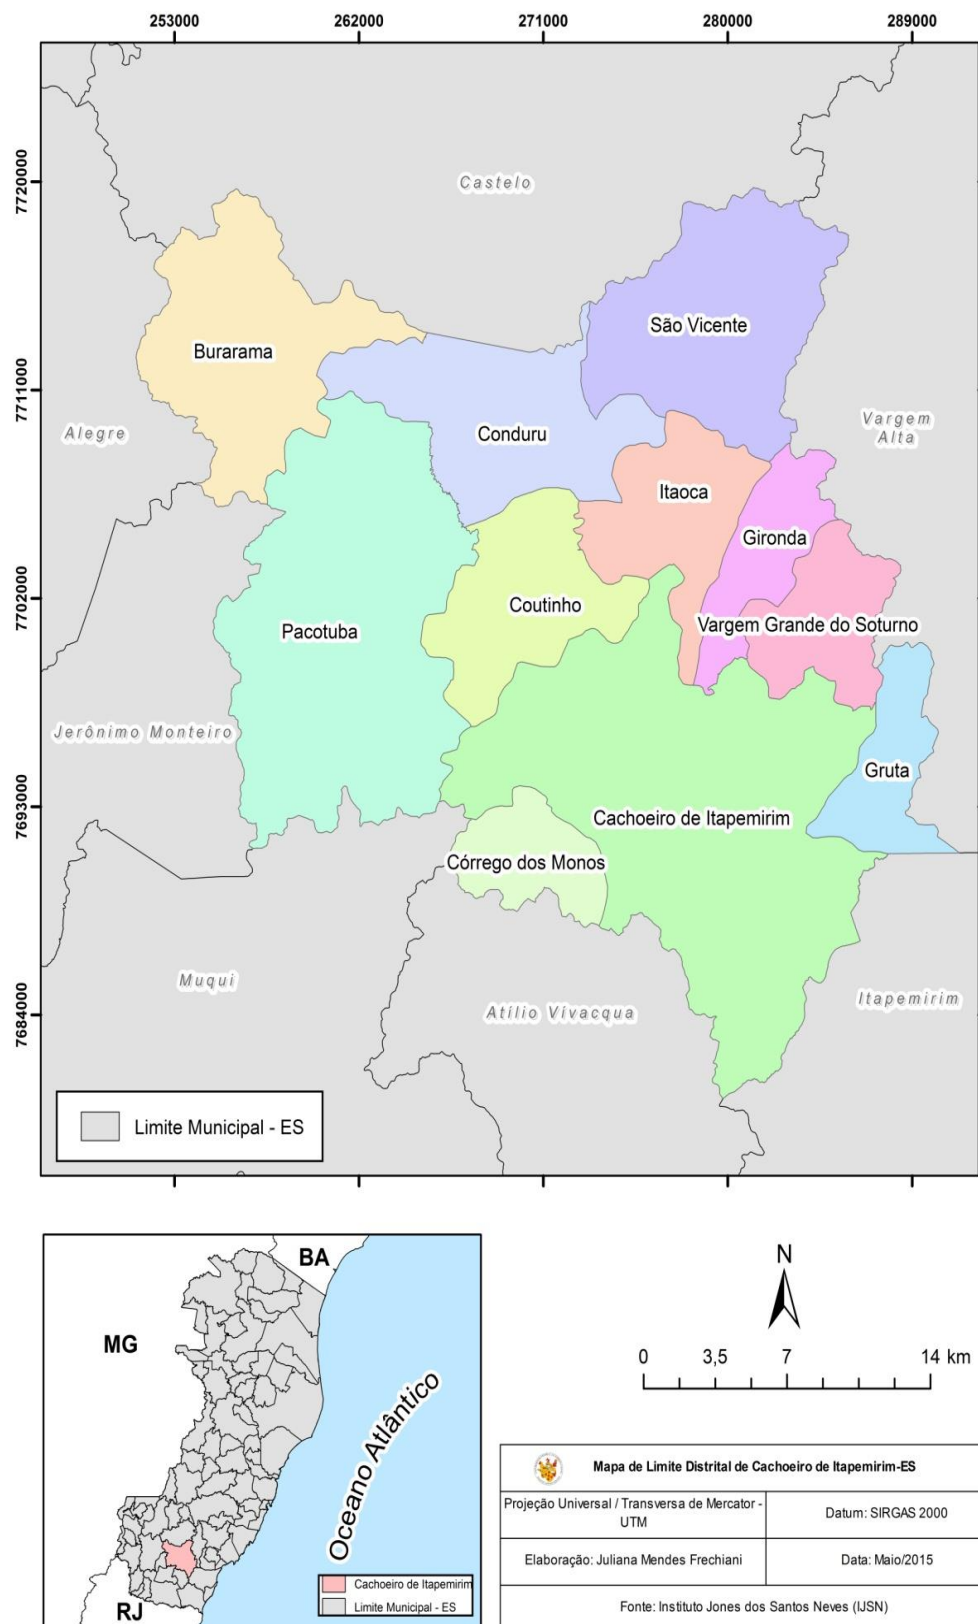 253000 262000 271000 280000 289000
7720000
7711000
7702000
7693000
7684000
Castelo
São Vicente
Burarama
Alegre
Conduru
Vargem
Alta
Itaoca
Gironda
Coutinho
Vargem Grande do Soturno
Pacotuba
Jerônimo Monteiro
Gruta
Cachoeiro de Itapemirim
Córrego dos Monos
Muqui
Atílio Vivacqua
Itapemirim
Limite Municipal - ES
253000 262000 271000 280000 289000
BA
MG
Oceano Atlântico
RJ
Cachoeiro de Itapemirim
Limite Municipal - ES
N
0 3,5 7 14 km
Mapa de Limite Distrital de Cachoeiro de Itapemirim-ES
Projeção Universal / Transversa de Mercator -
UTM
Datum: SIRGAS 2000
Elaboração: Juliana Mendes Frechiani
Data: Maio/2015
Fonte: Instituto Jones dos Santos Neves (IJSN)